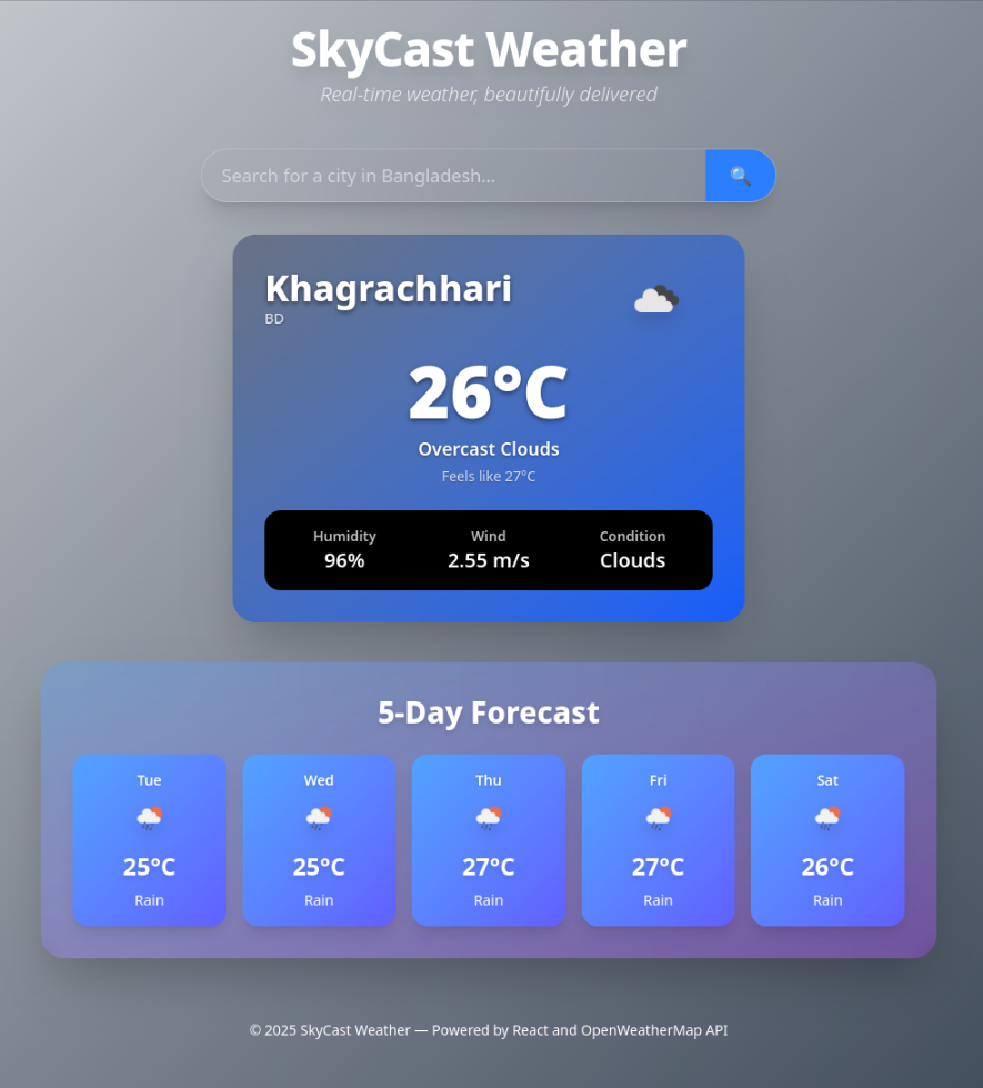 SkyCast Weather
Real-time weather, beautifully delivered
Search for a city in Bangladesh...
Khagrachhari
BD
26°C
Overcast Clouds
Feels like 27°C
Humidity Wind Condition
96% 2.55 m/s Clouds
5-Day Forecast
Tue Wed Thu Fri Sat
25°C 25°C 27°C 27°C 26°C
Rain Rain Rain Rain Rain
© 2025 SkyCast Weather — Powered by React and OpenWeatherMap API